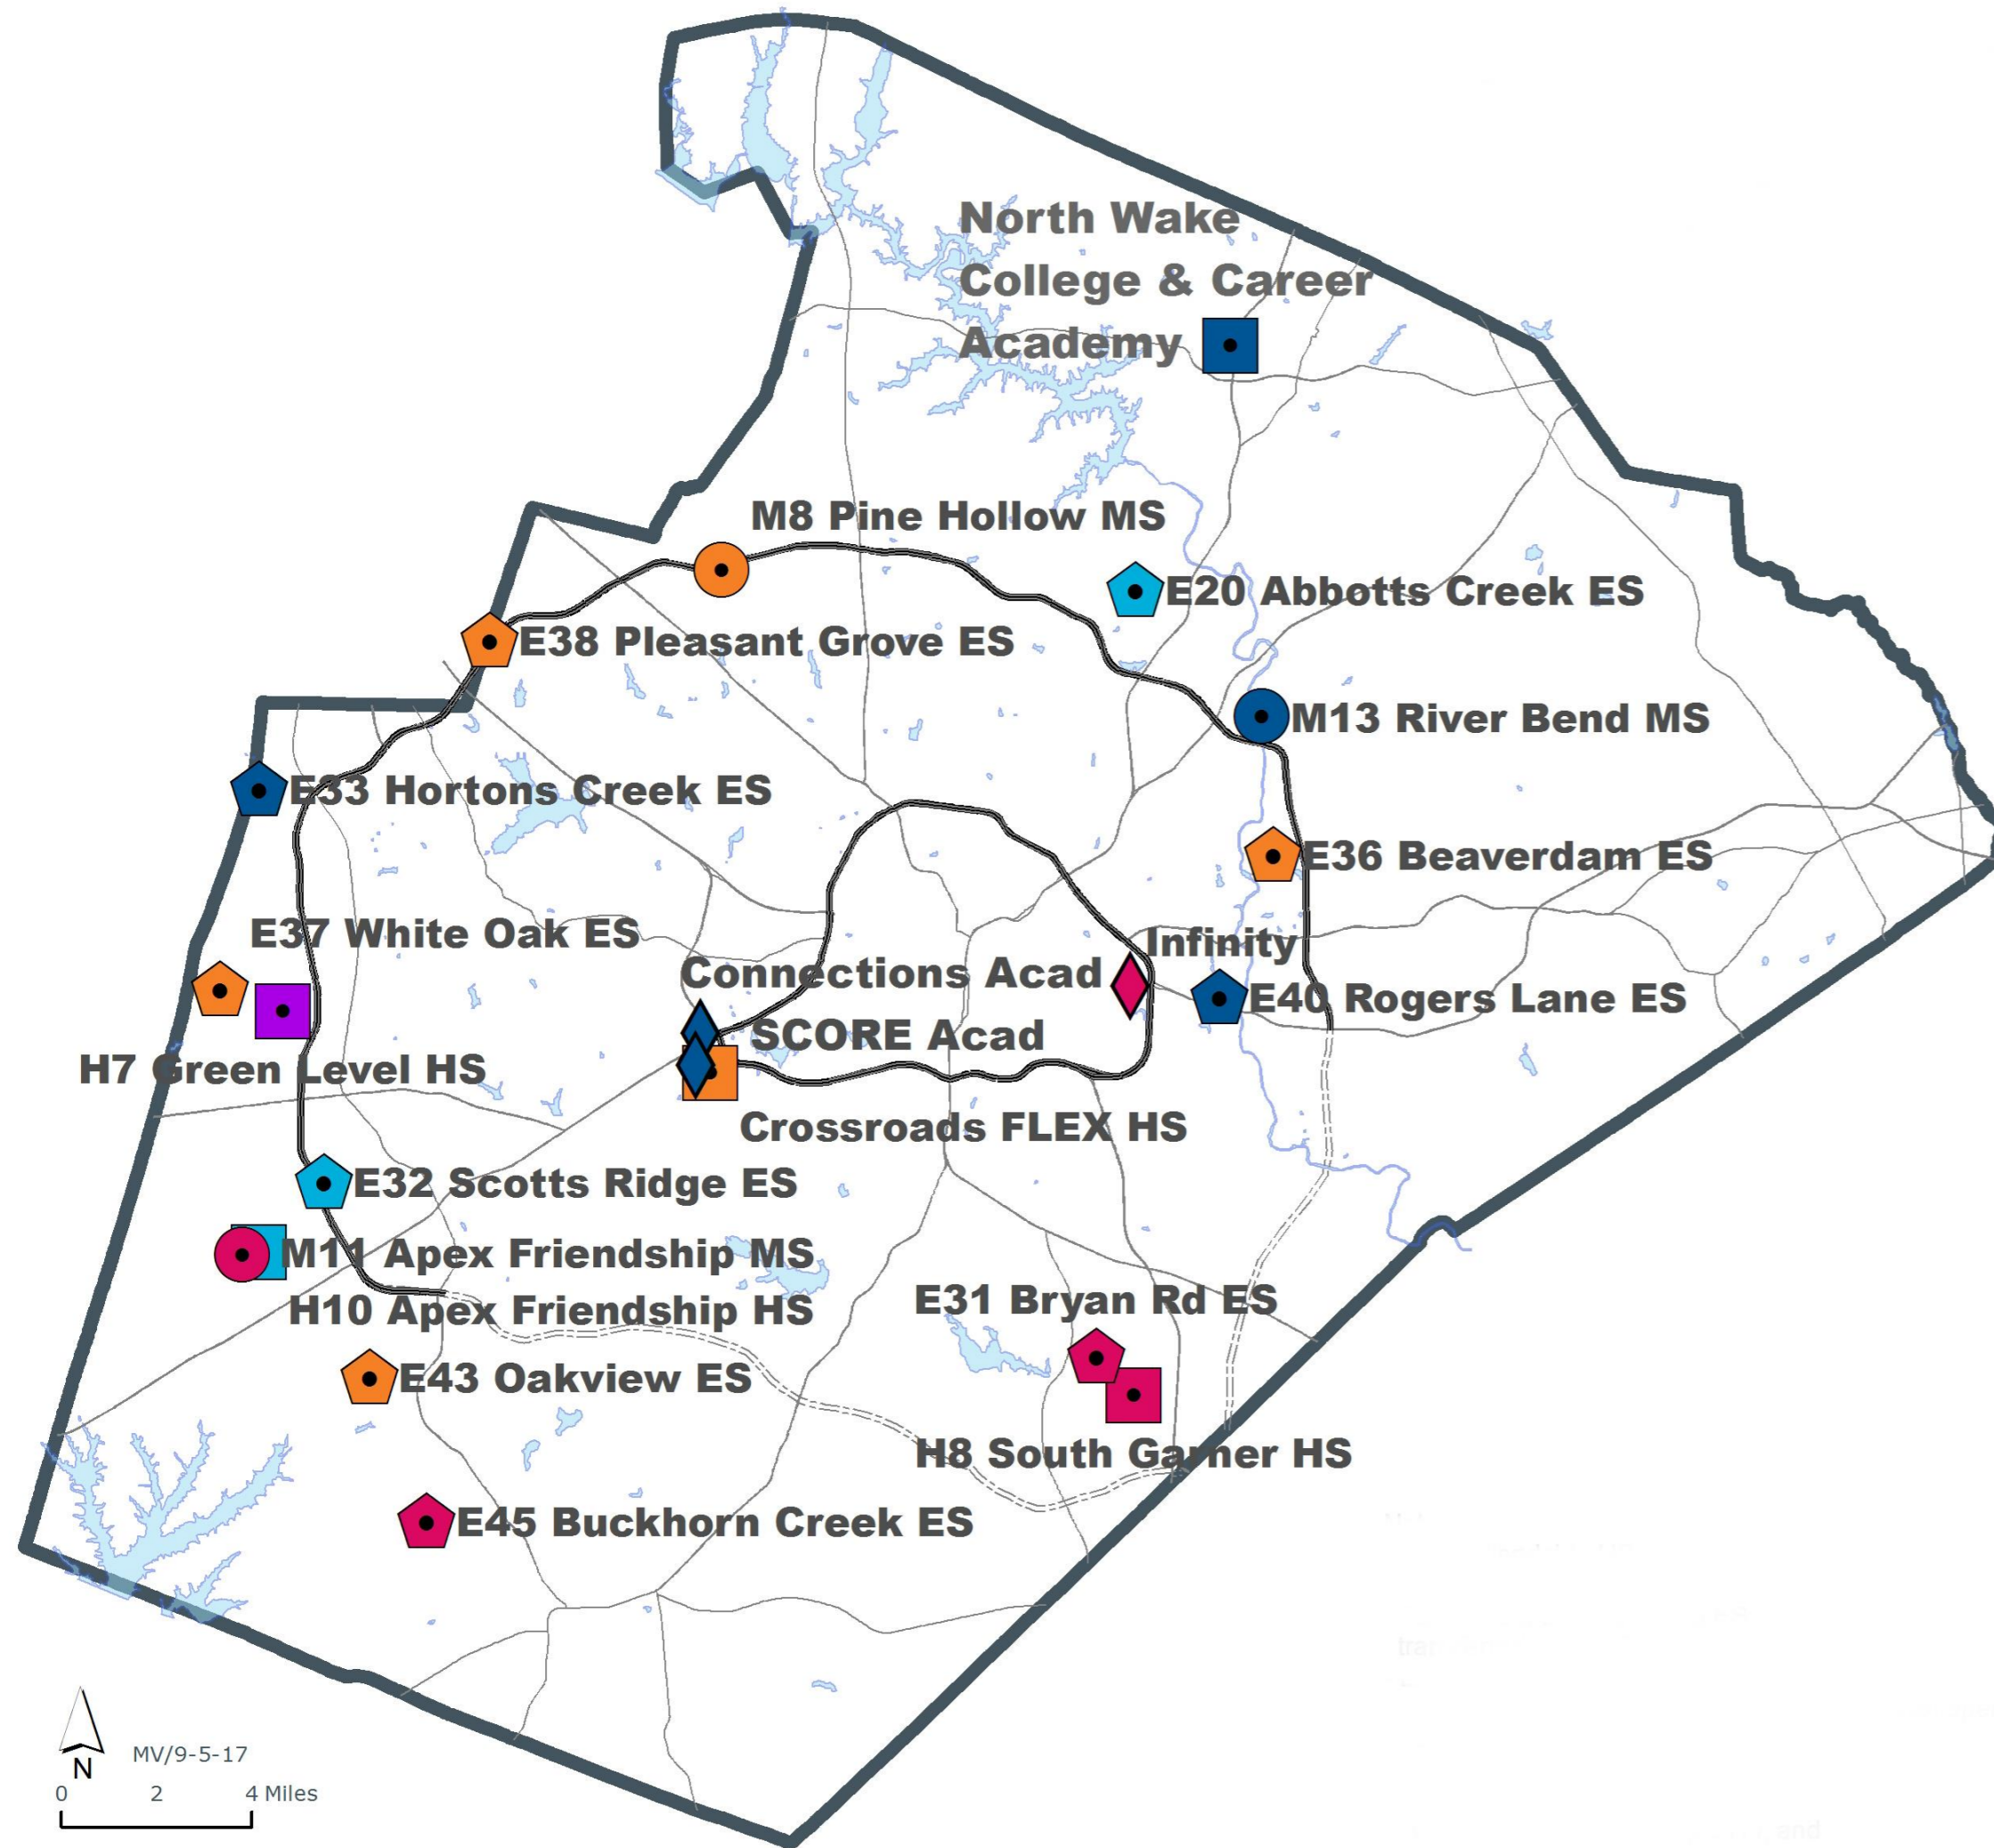 North Wake
College & Career
Academy
M8 Pine Hollow MS
E20 Abbotts Creek ES
E38 Pleasant Grove ES
M13 River Bend MS
E33 Hortons Creek ES
E36 Beaverdam ES
E37 White Oak ES
Infinity
Connections Acad
E40 Rogers Lane ES
SCORE Acad
H7 Green Level HS
Crossroads FLEX HS
E32 Scotts Ridge ES
M11 Apex Friendship MS
H10 Apex Friendship HS
E31 Bryan Rd ES
E43 Oakview ES
H8 South Garner HS
E45 Buckhorn Creek ES
N
MV/9-5-17
0 2 4 Miles
and